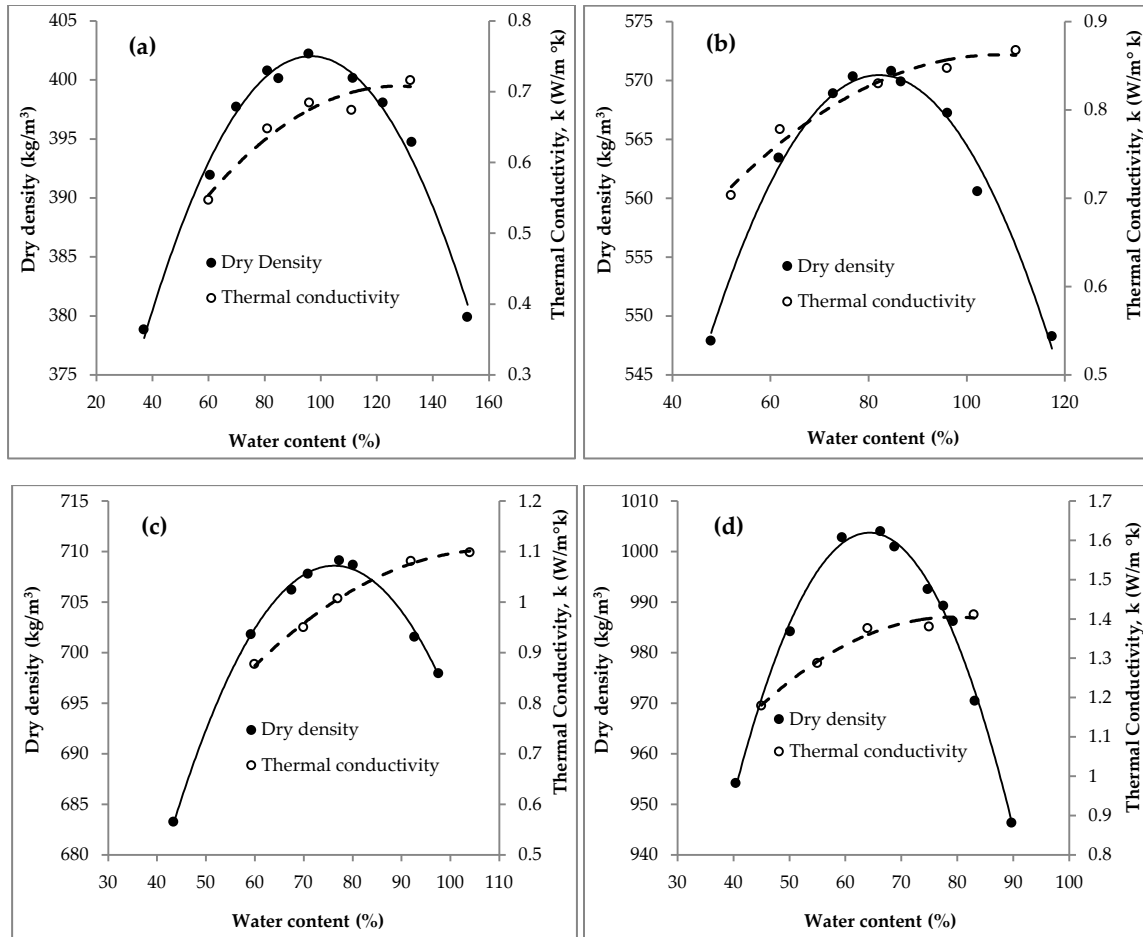 (a)
405
400
395
390
385
380
375
0.8
0.7
0.6
0.5
0.4
0.3
20 40 60 80 100 120 140 160
Dry density (kg/m³)
Thermal Conductivity, k (W/m °k)
Dry Density
Thermal conductivity
Water content (%)
(b)
575
570
565
560
555
550
545
0.9
0.8
0.7
0.6
0.5
40 60 80 100 120
Dry density (kg/m³)
Thermal Conductivity, k (W/m° k)
Dry density
Thermal conductivity
Water content (%)
(c)
715
710
705
700
695
690
685
680
1.2
1.1
1
0.9
0.8
0.7
0.6
0.5
30 40 50 60 70 80 90 100 110
Dry density (kg/m³)
Thermal Conductivity, k (W/m°k)
Dry density
Thermal conductivity
Water content (%)
(d)
1010
1000
990
980
970
960
950
940
1.7
1.6
1.5
1.4
1.3
1.2
1.1
1
0.9
0.8
30 40 50 60 70 80 90 100
Dry density (kg/m³)
Thermal Conductivity, k (W/m °k)
Dry density
Thermal conductivity
Water content (%)